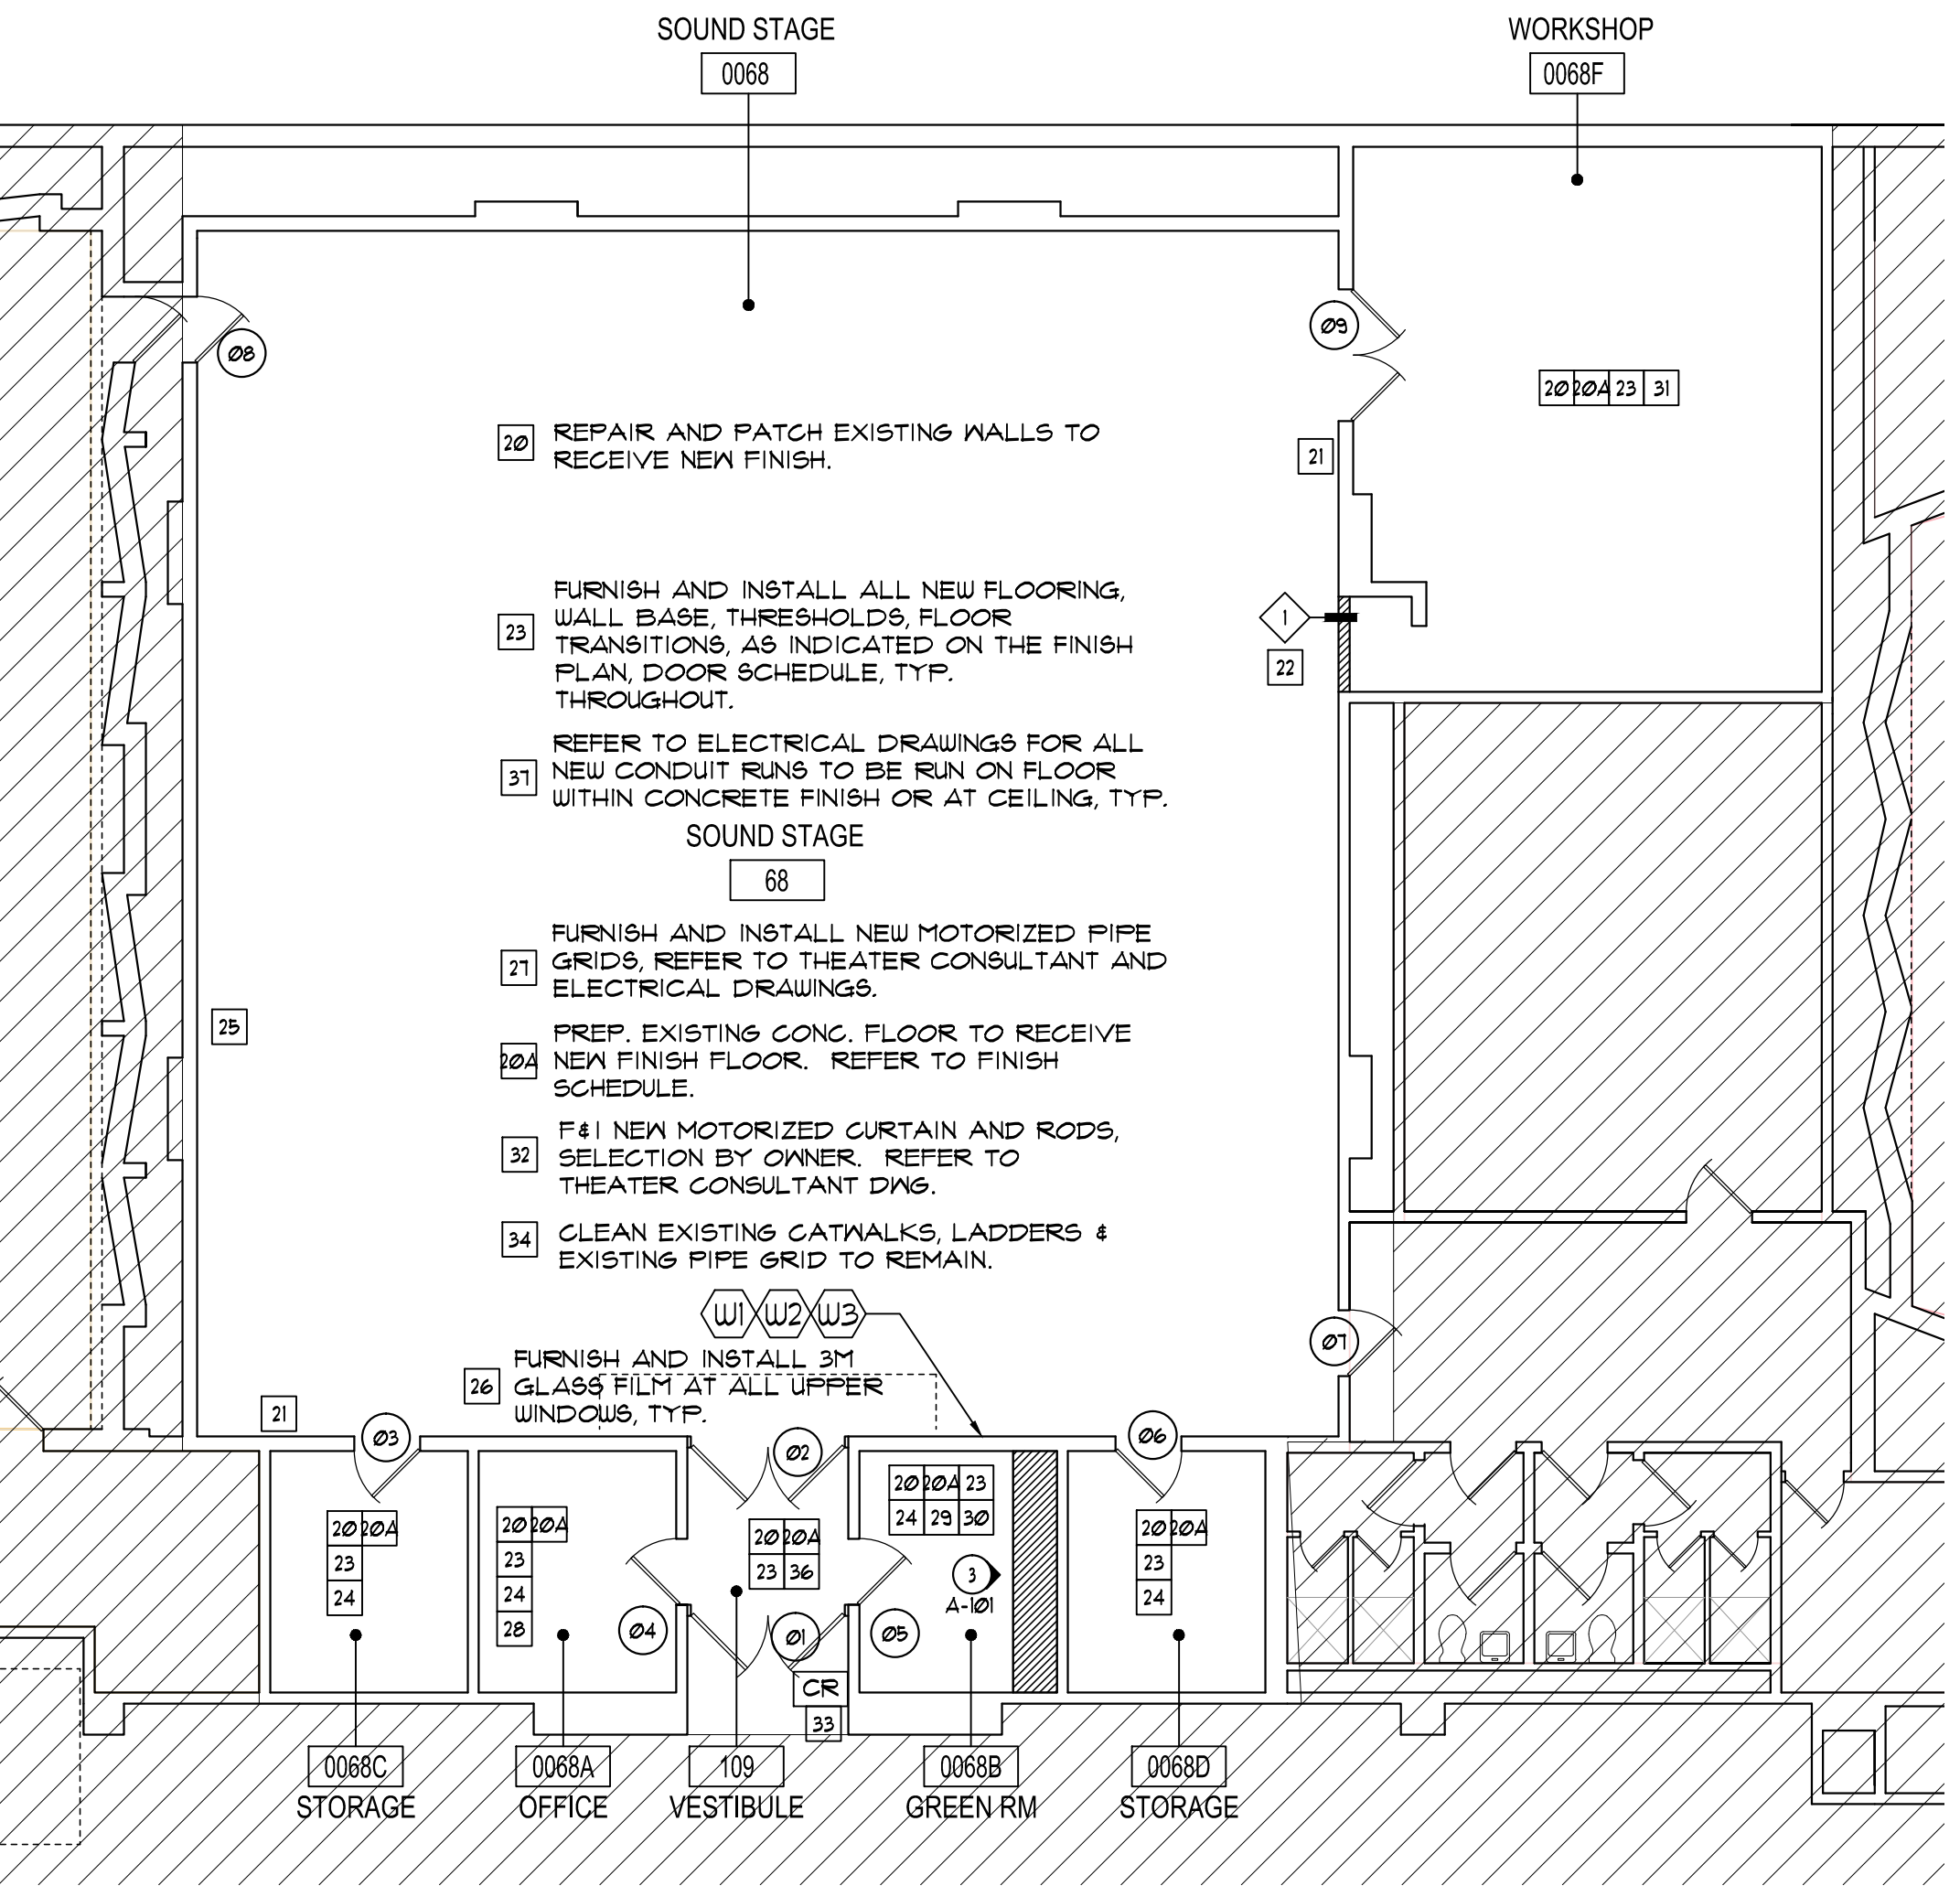 SOUND STAGE
0068
WORKSHOP
0068F
08
09
20 20A 23 31
20
REPAIR AND PATCH EXISTING WALLS TO
RECEIVE NEW FINISH.
21
23
FURNISH AND INSTALL ALL NEW FLOORING,
WALL BASE, THRESHOLDS, FLOOR
TRANSITIONS, AS INDICATED ON THE FINISH
PLAN, DOOR SCHEDULE, TYP.
THROUGHOUT.
1
22
37
REFER TO ELECTRICAL DRAWINGS FOR ALL
NEW CONDUIT RUNS TO BE RUN ON FLOOR
WITHIN CONCRETE FINISH OR AT CEILING, TYP.
SOUND STAGE
68
27
FURNISH AND INSTALL NEW MOTORIZED PIPE
GRIDS, REFER TO THEATER CONSULTANT AND
ELECTRICAL DRAWINGS.
25
20A
PREP. EXISTING CONC. FLOOR TO RECEIVE
NEW FINISH FLOOR. REFER TO FINISH
SCHEDULE.
32
F&I NEW MOTORIZED CURTAIN AND RODS,
SELECTION BY OWNER. REFER TO
THEATER CONSULTANT DWG.
34
CLEAN EXISTING CATWALKS, LADDERS &
EXISTING PIPE GRID TO REMAIN.
W1 W2 W3
07
26
FURNISH AND INSTALL 3M
GLASS FILM AT ALL UPPER
WINDOWS, TYP.
21
03
02
06
20 20A
23
24
20 20A
23
24
28
20 20A
23 36
20 20A 23
24 29 30
20 20A
23
24
3
A-101
04
01
05
CR
33
0068C
STORAGE
0068A
OFFICE
109
VESTIBULE
0068B
GREEN RM
0068D
STORAGE